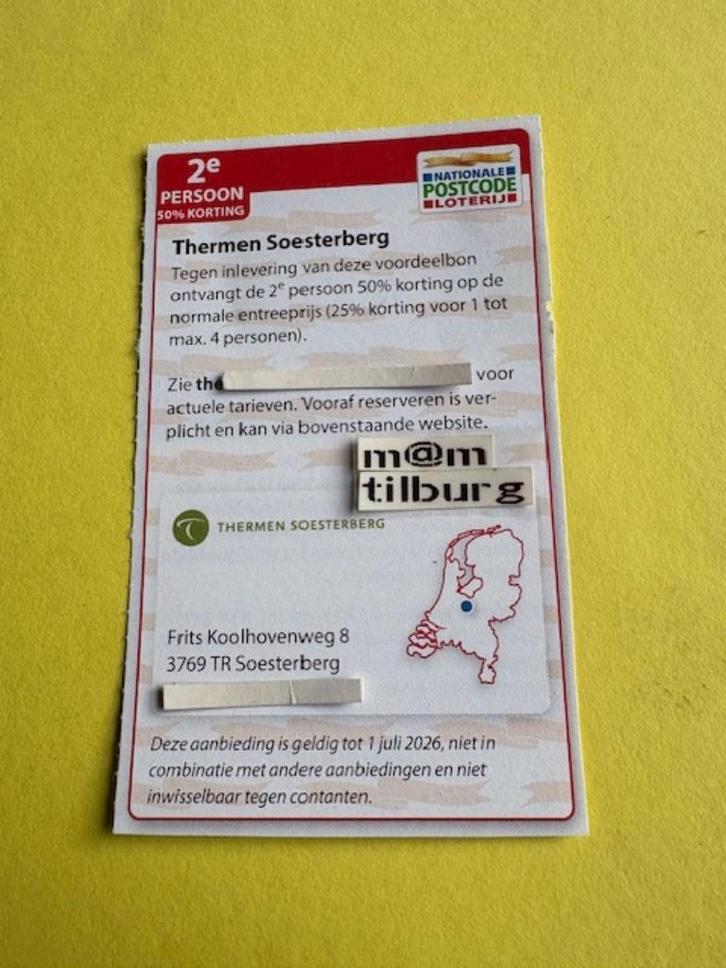 2e
PERSOON
50% KORTING
NATIONALE
POSTCODE
LOTERIJ
Thermen Soesterberg
Tegen inlevering van deze voordeelbon
ontvangt de 2e persoon 50% korting op de
normale entreeprijs (25% korting voor 1 tot
max. 4 personen).
Zie the voor
actuele tarieven. Vooraf reserveren is ver-
plicht en kan via bovenstaande website.
m@m
tilburg
THERMEN SOESTERBERG
Frits Koolhovenweg 8
3769 TR Soesterberg
Deze aanbieding is geldig tot 1 juli 2026, niet in
combinatie met andere aanbiedingen en niet
inwisselbaar tegen contanten.